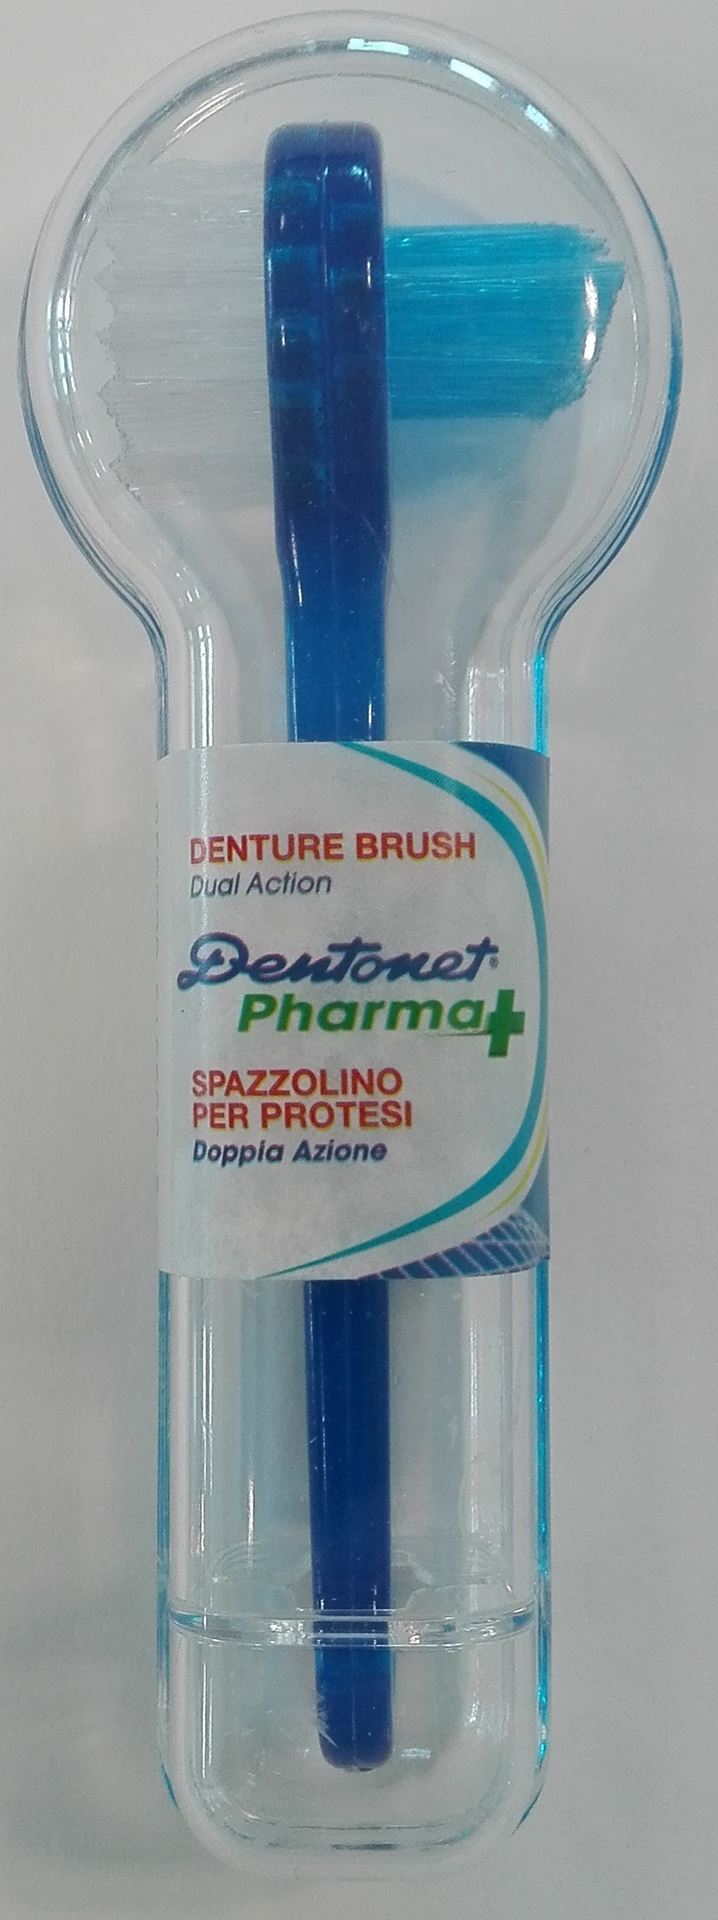 DENTURE BRUSH
Dual Action
Dentonet®
Pharma+
SPAZZOLINO
PER PROTESI
Doppia Azione